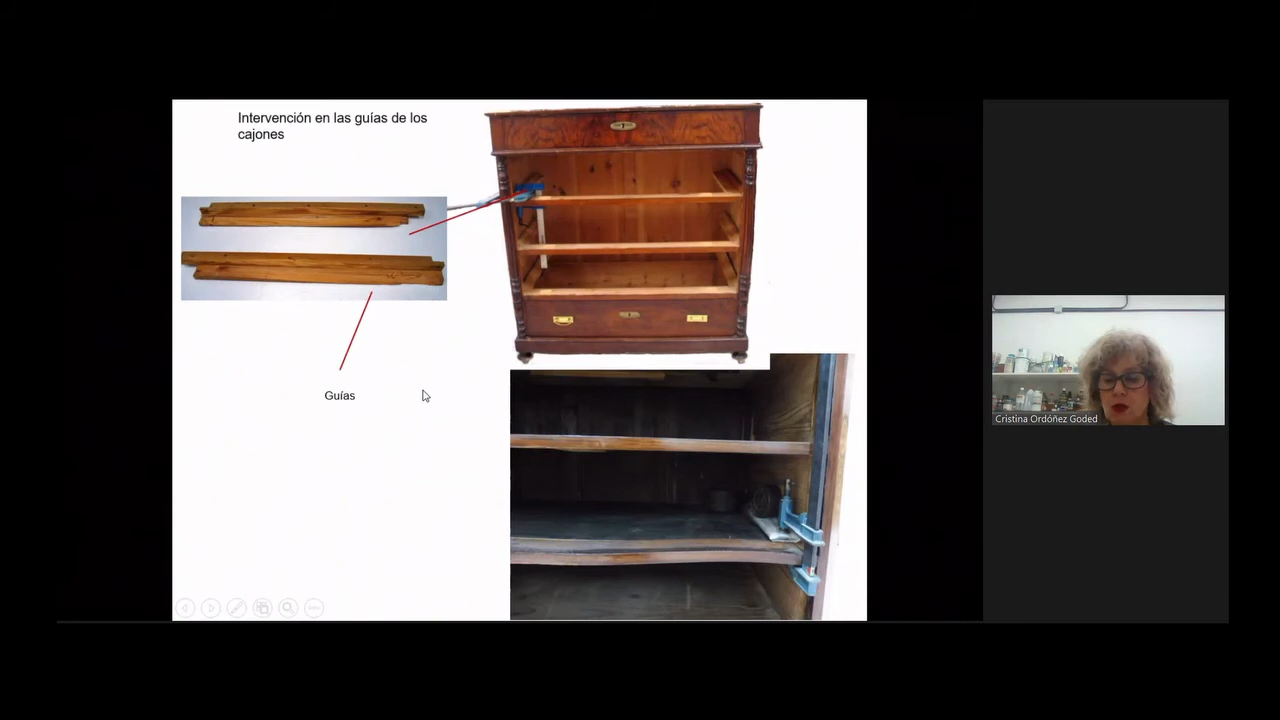 Intervención en las guías de los
cajones
Guías
Cristina Ordóñez Goded